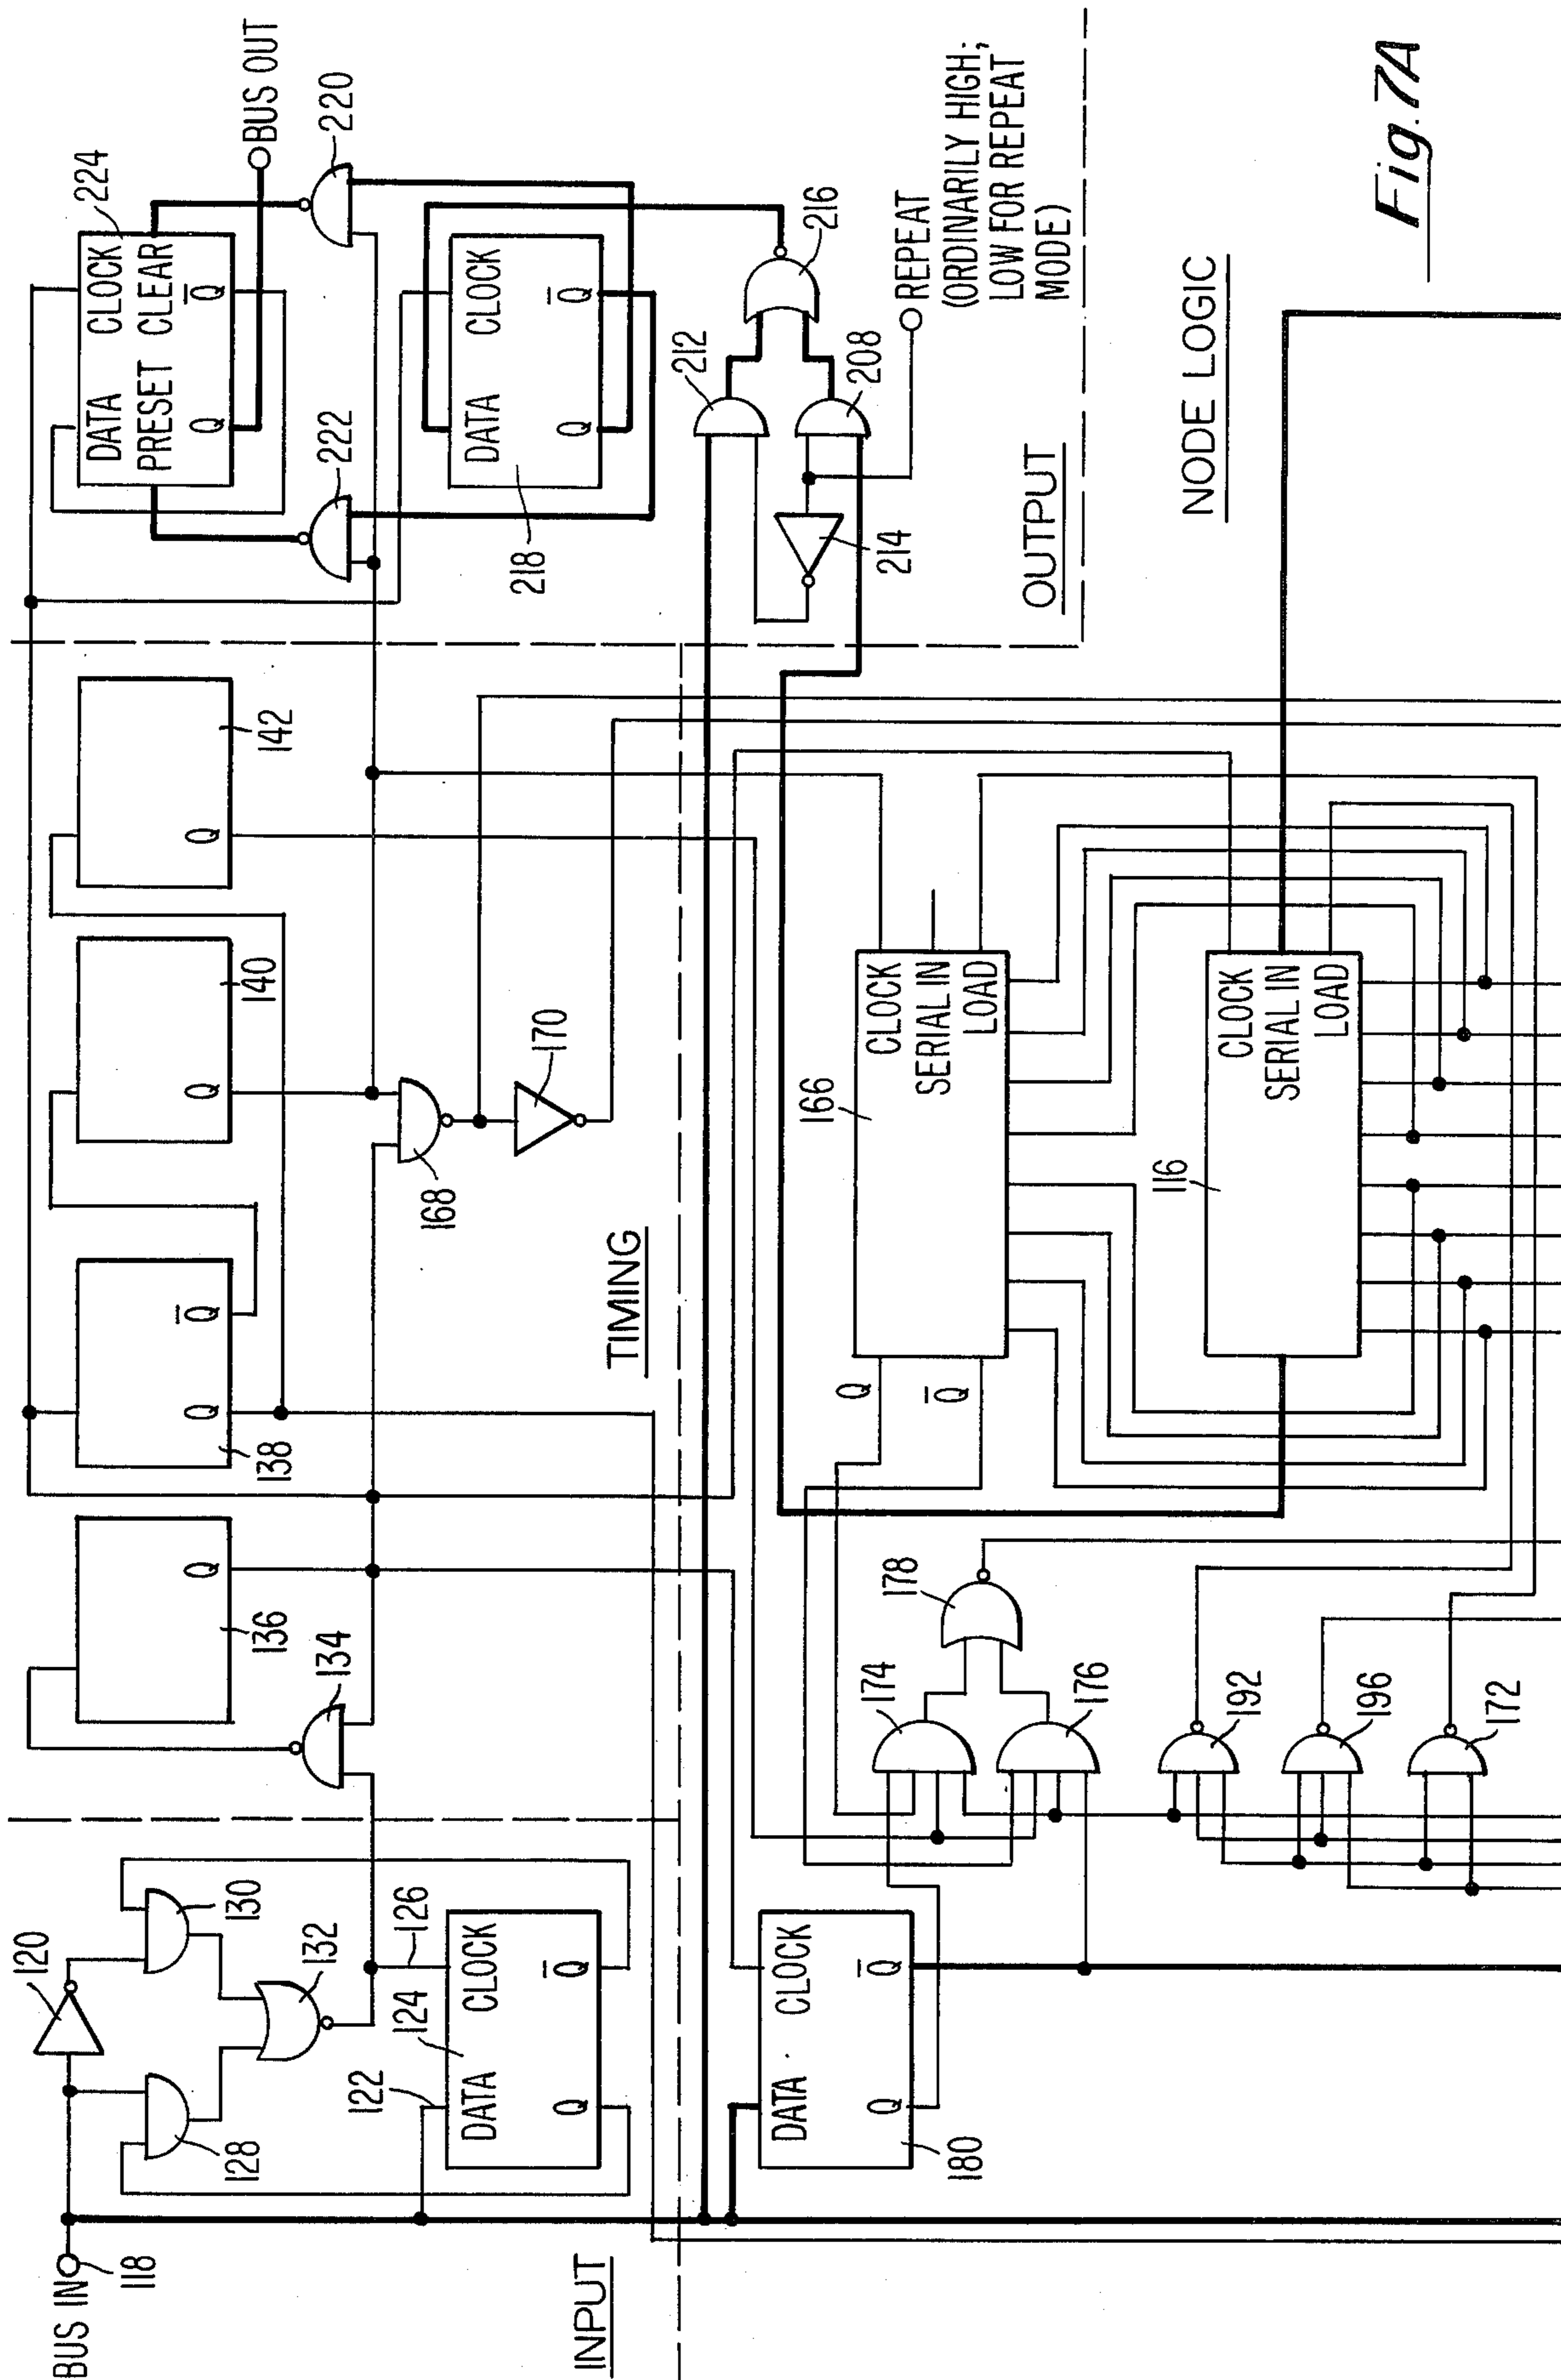 BUS IN
118
120
128
130
132
122
124
126
DATA CLOCK
Q Q̅
INPUT
134
136
Q
138
Q Q̅
140
Q
142
Q
168
170
TIMING
224
DATA CLOCK
PRESET CLEAR
Q Q̅
BUS OUT
222
220
218
DATA CLOCK
Q Q̅
212
216
208
214
REPEAT
(ORDINARILY HIGH;
LOW FOR REPEAT
MODE)
OUTPUT
180
DATA CLOCK
Q Q̅
174
176
178
192
196
172
Q
Q̅
166
CLOCK
SERIAL IN
LOAD
116
CLOCK
SERIAL IN
LOAD
NODE LOGIC
Fig. 7A